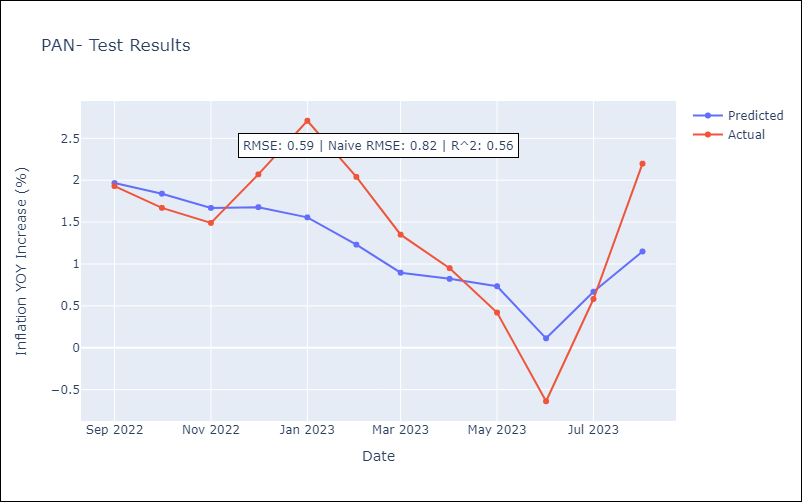 PAN- Test Results
Predicted
Actual
RMSE: 0.59 | Naive RMSE: 0.82 | R^2: 0.56
Inflation YOY Increase (%)
2.5
2
1.5
1
0.5
0
−0.5
Sep 2022
Nov 2022
Jan 2023
Mar 2023
May 2023
Jul 2023
Date